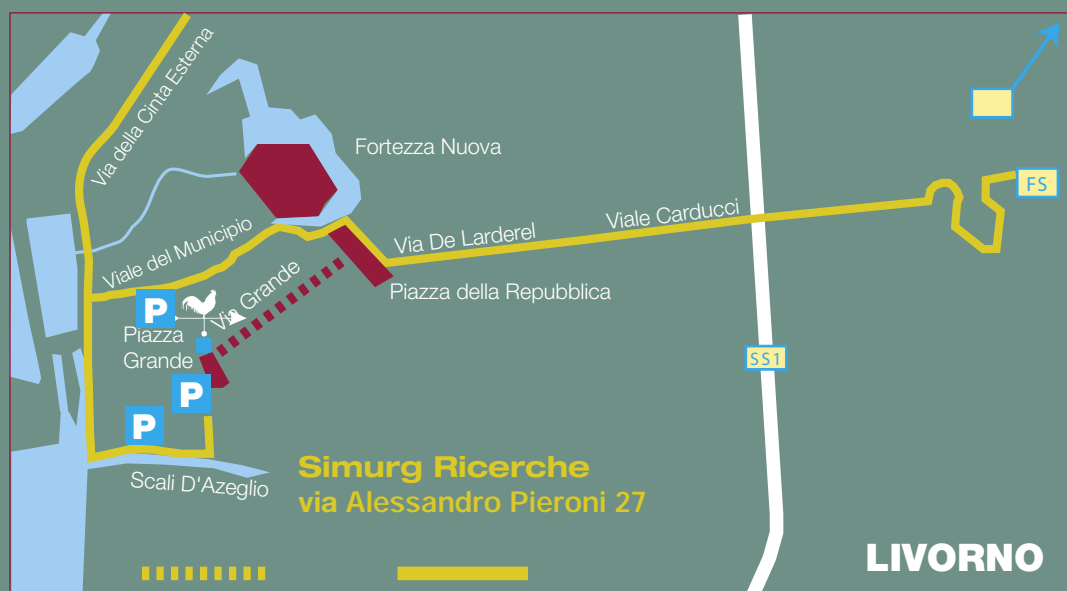 Via della Cinta Esterna
Fortezza Nuova
FS
Viale Carducci
Via De Larderel
Viale del Municipio
Via Grande
Piazza della Repubblica
P
Piazza
Grande
SS1
P
P
Scali D'Azeglio
Simurg Ricerche
via Alessandro Pieroni 27
LIVORNO